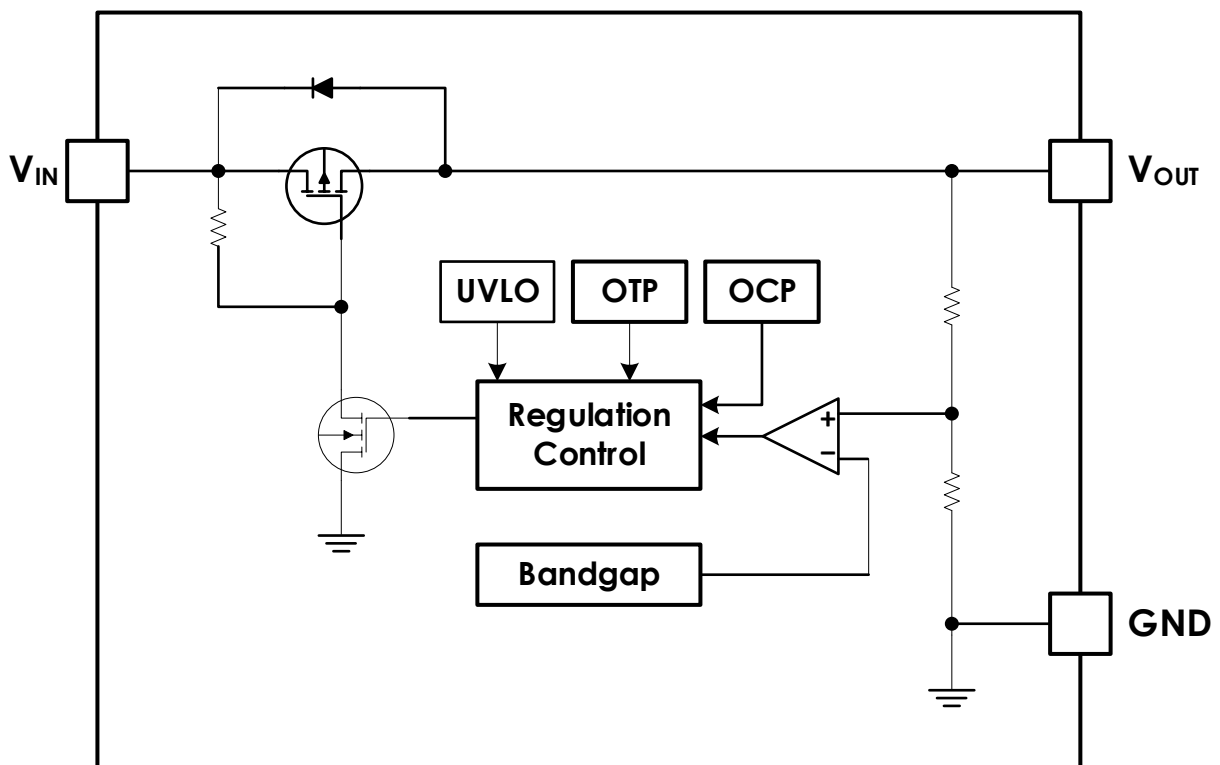 VIN
VOUT
UVLO
OTP
OCP
Regulation
Control
+
−
Bandgap
GND